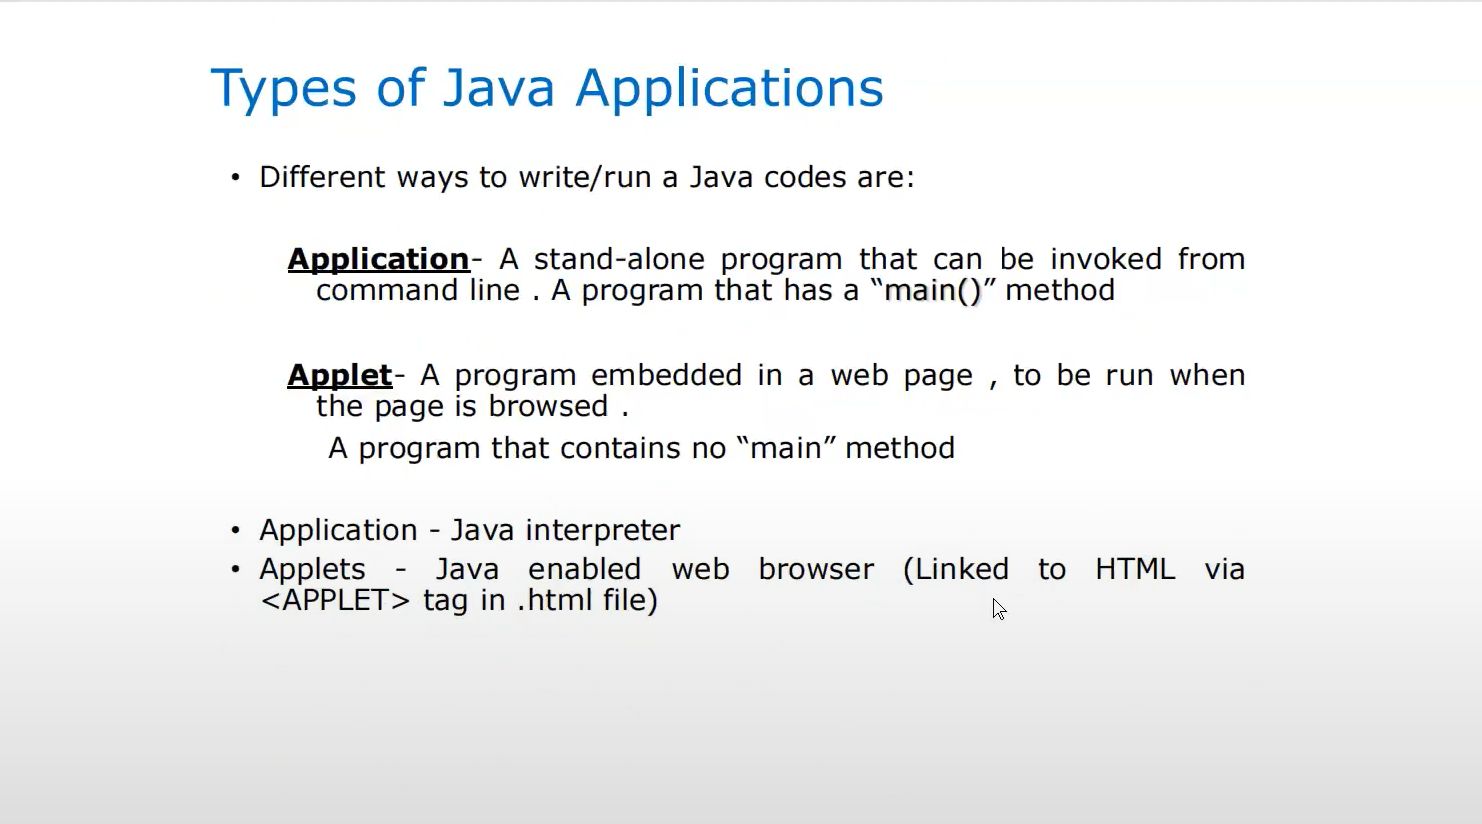 Types of Java Applications
• Different ways to write/run a Java codes are:
Application- A stand-alone program that can be invoked from
command line . A program that has a “main()” method
Applet- A program embedded in a web page , to be run when
the page is browsed .
A program that contains no “main” method
• Application - Java interpreter
• Applets - Java enabled web browser (Linked to HTML via
<APPLET> tag in .html file)